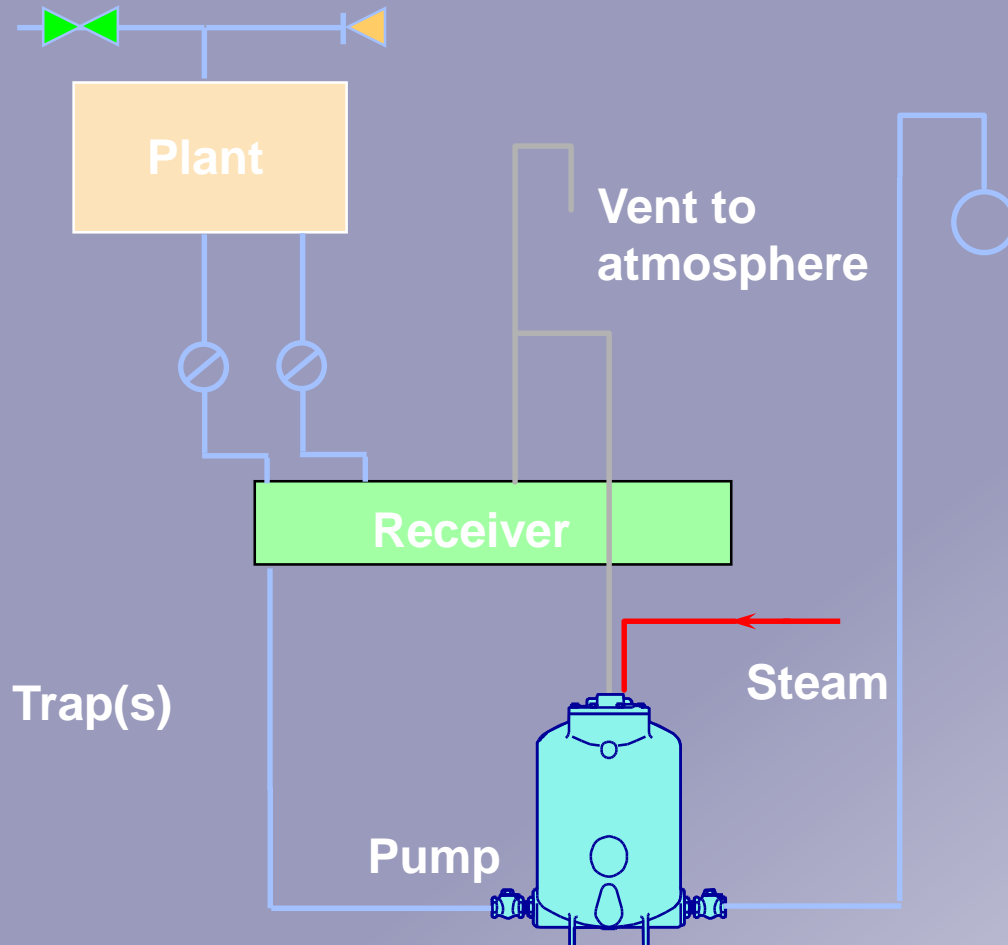 Plant
Vent to
atmosphere
Receiver
Steam
Trap(s)
Pump